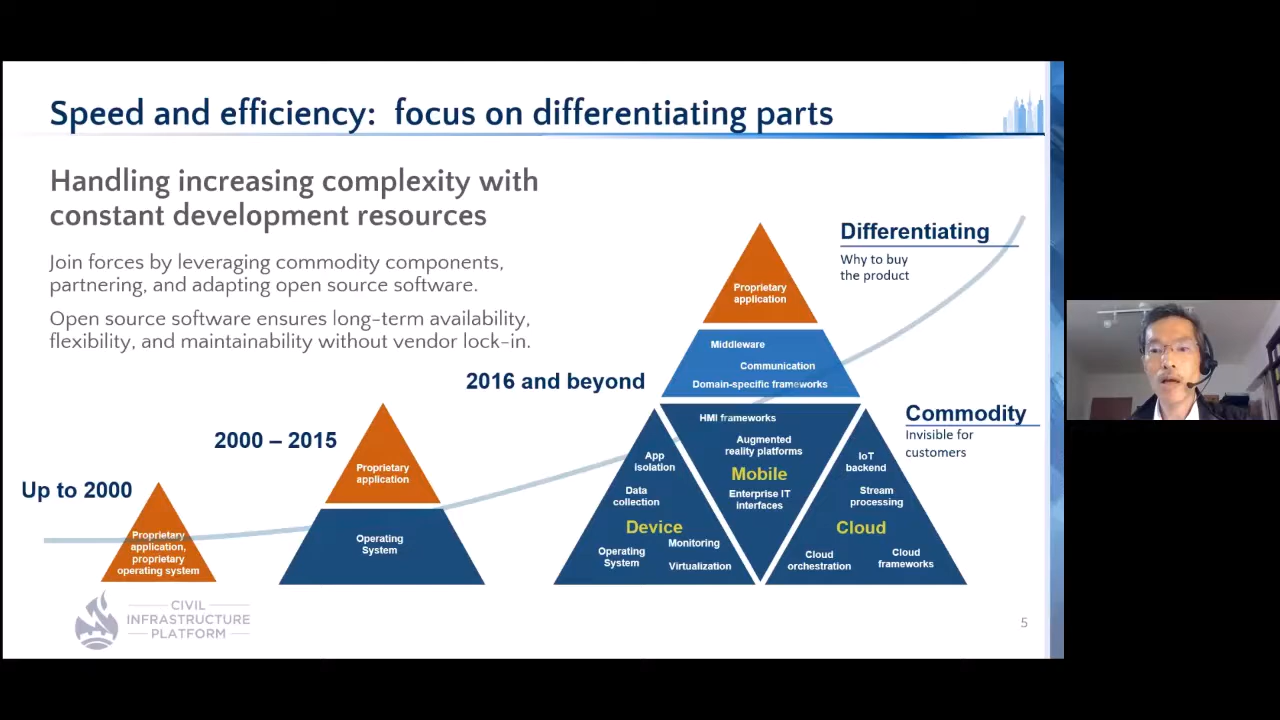 Speed and efficiency:  focus on differentiating parts
Handling increasing complexity with
constant development resources
Join forces by leveraging commodity components,
partnering, and adapting open source software.
Open source software ensures long-term availability,
flexibility, and maintainability without vendor lock-in.
Up to 2000
Proprietary
application,
proprietary
operating system
2000 – 2015
Proprietary
application
Operating
System
2016 and beyond
Proprietary
application
Middleware
Communication
Domain-specific frameworks
HMI frameworks
Augmented
reality platforms
Mobile
Enterprise IT
interfaces
App
isolation
Data
collection
Device
Monitoring
Operating
System
Virtualization
IoT
backend
Stream
processing
Cloud
Cloud
orchestration
Cloud
frameworks
Differentiating
Why to buy
the product
Commodity
Invisible for
customers
CIVIL
INFRASTRUCTURE
PLATFORM
5